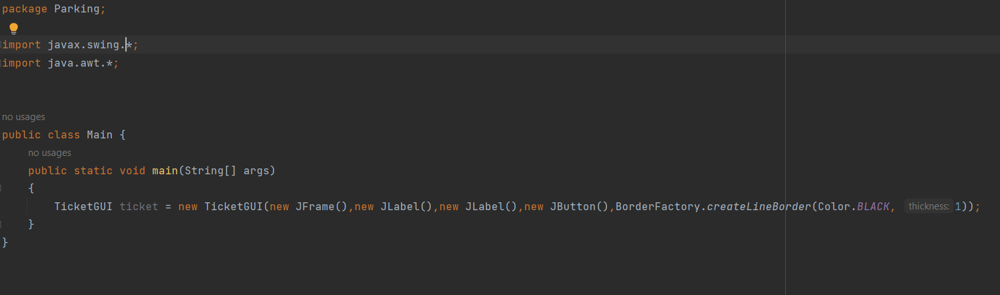 package Parking;
import javax.swing.*;
import java.awt.*;
no usages
public class Main {
no usages
public static void main(String[] args)
{
TicketGUI ticket = new TicketGUI(new JFrame(),new JLabel(),new JLabel(),new JButton(),BorderFactory.createLineBorder(Color.BLACK, thickness: 1));
}
}